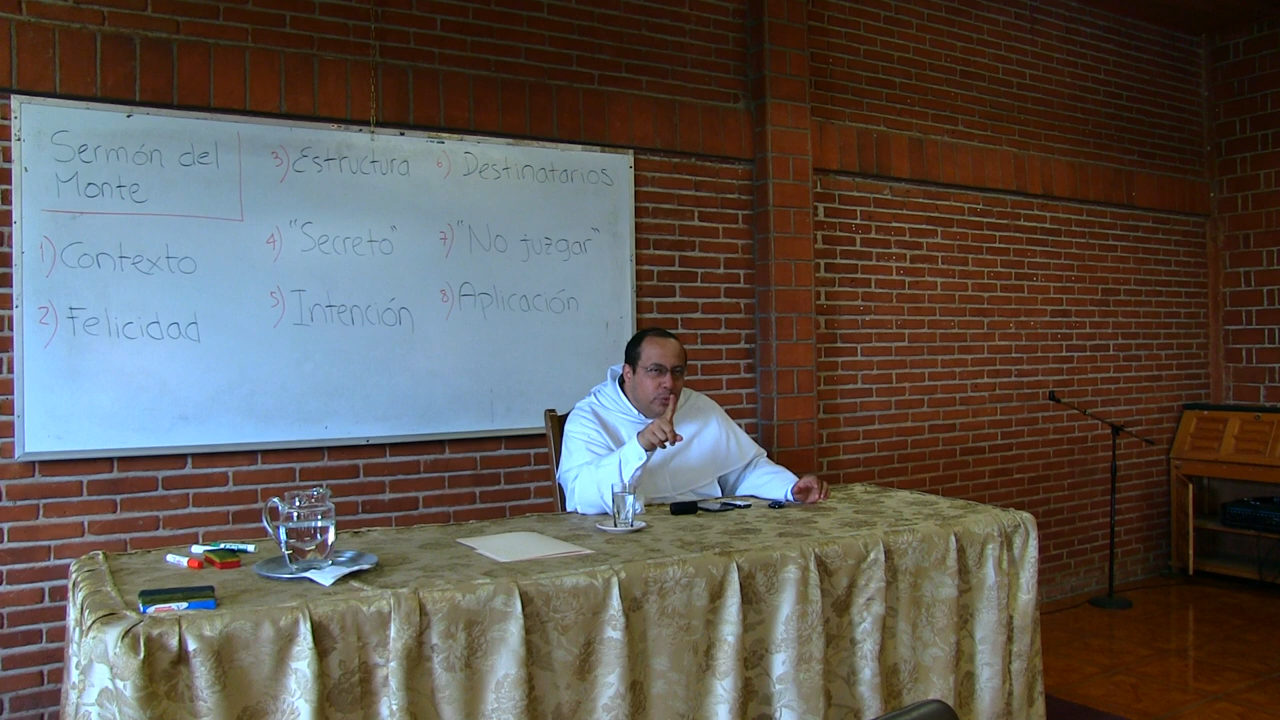 Sermón del
Monte
1) Contexto
2) Felicidad
3) Estructura
4) "Secreto"
5) Intención
6) Destinatarios
7) "No juzgar"
8) Aplicación